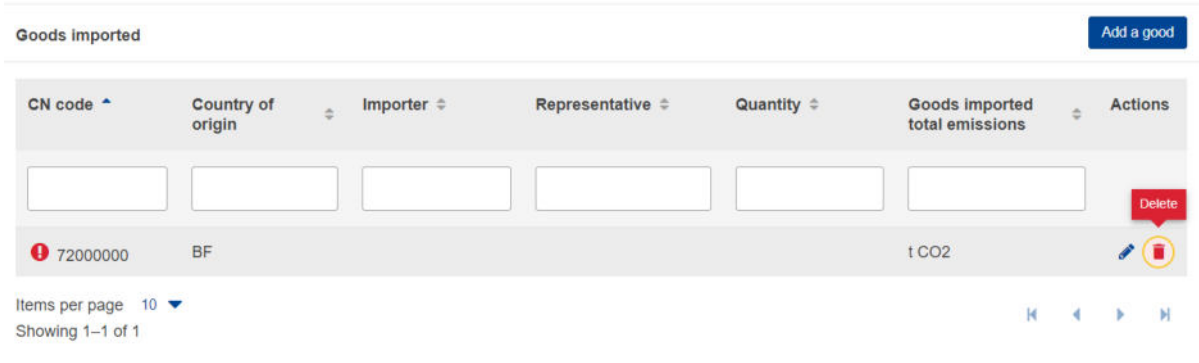 Goods imported
Add a good
CN code
Country of
origin
Importer
Representative
Quantity
Goods imported
total emissions
Actions
Delete
72000000
BF
t CO2
Items per page 10
Showing 1–1 of 1